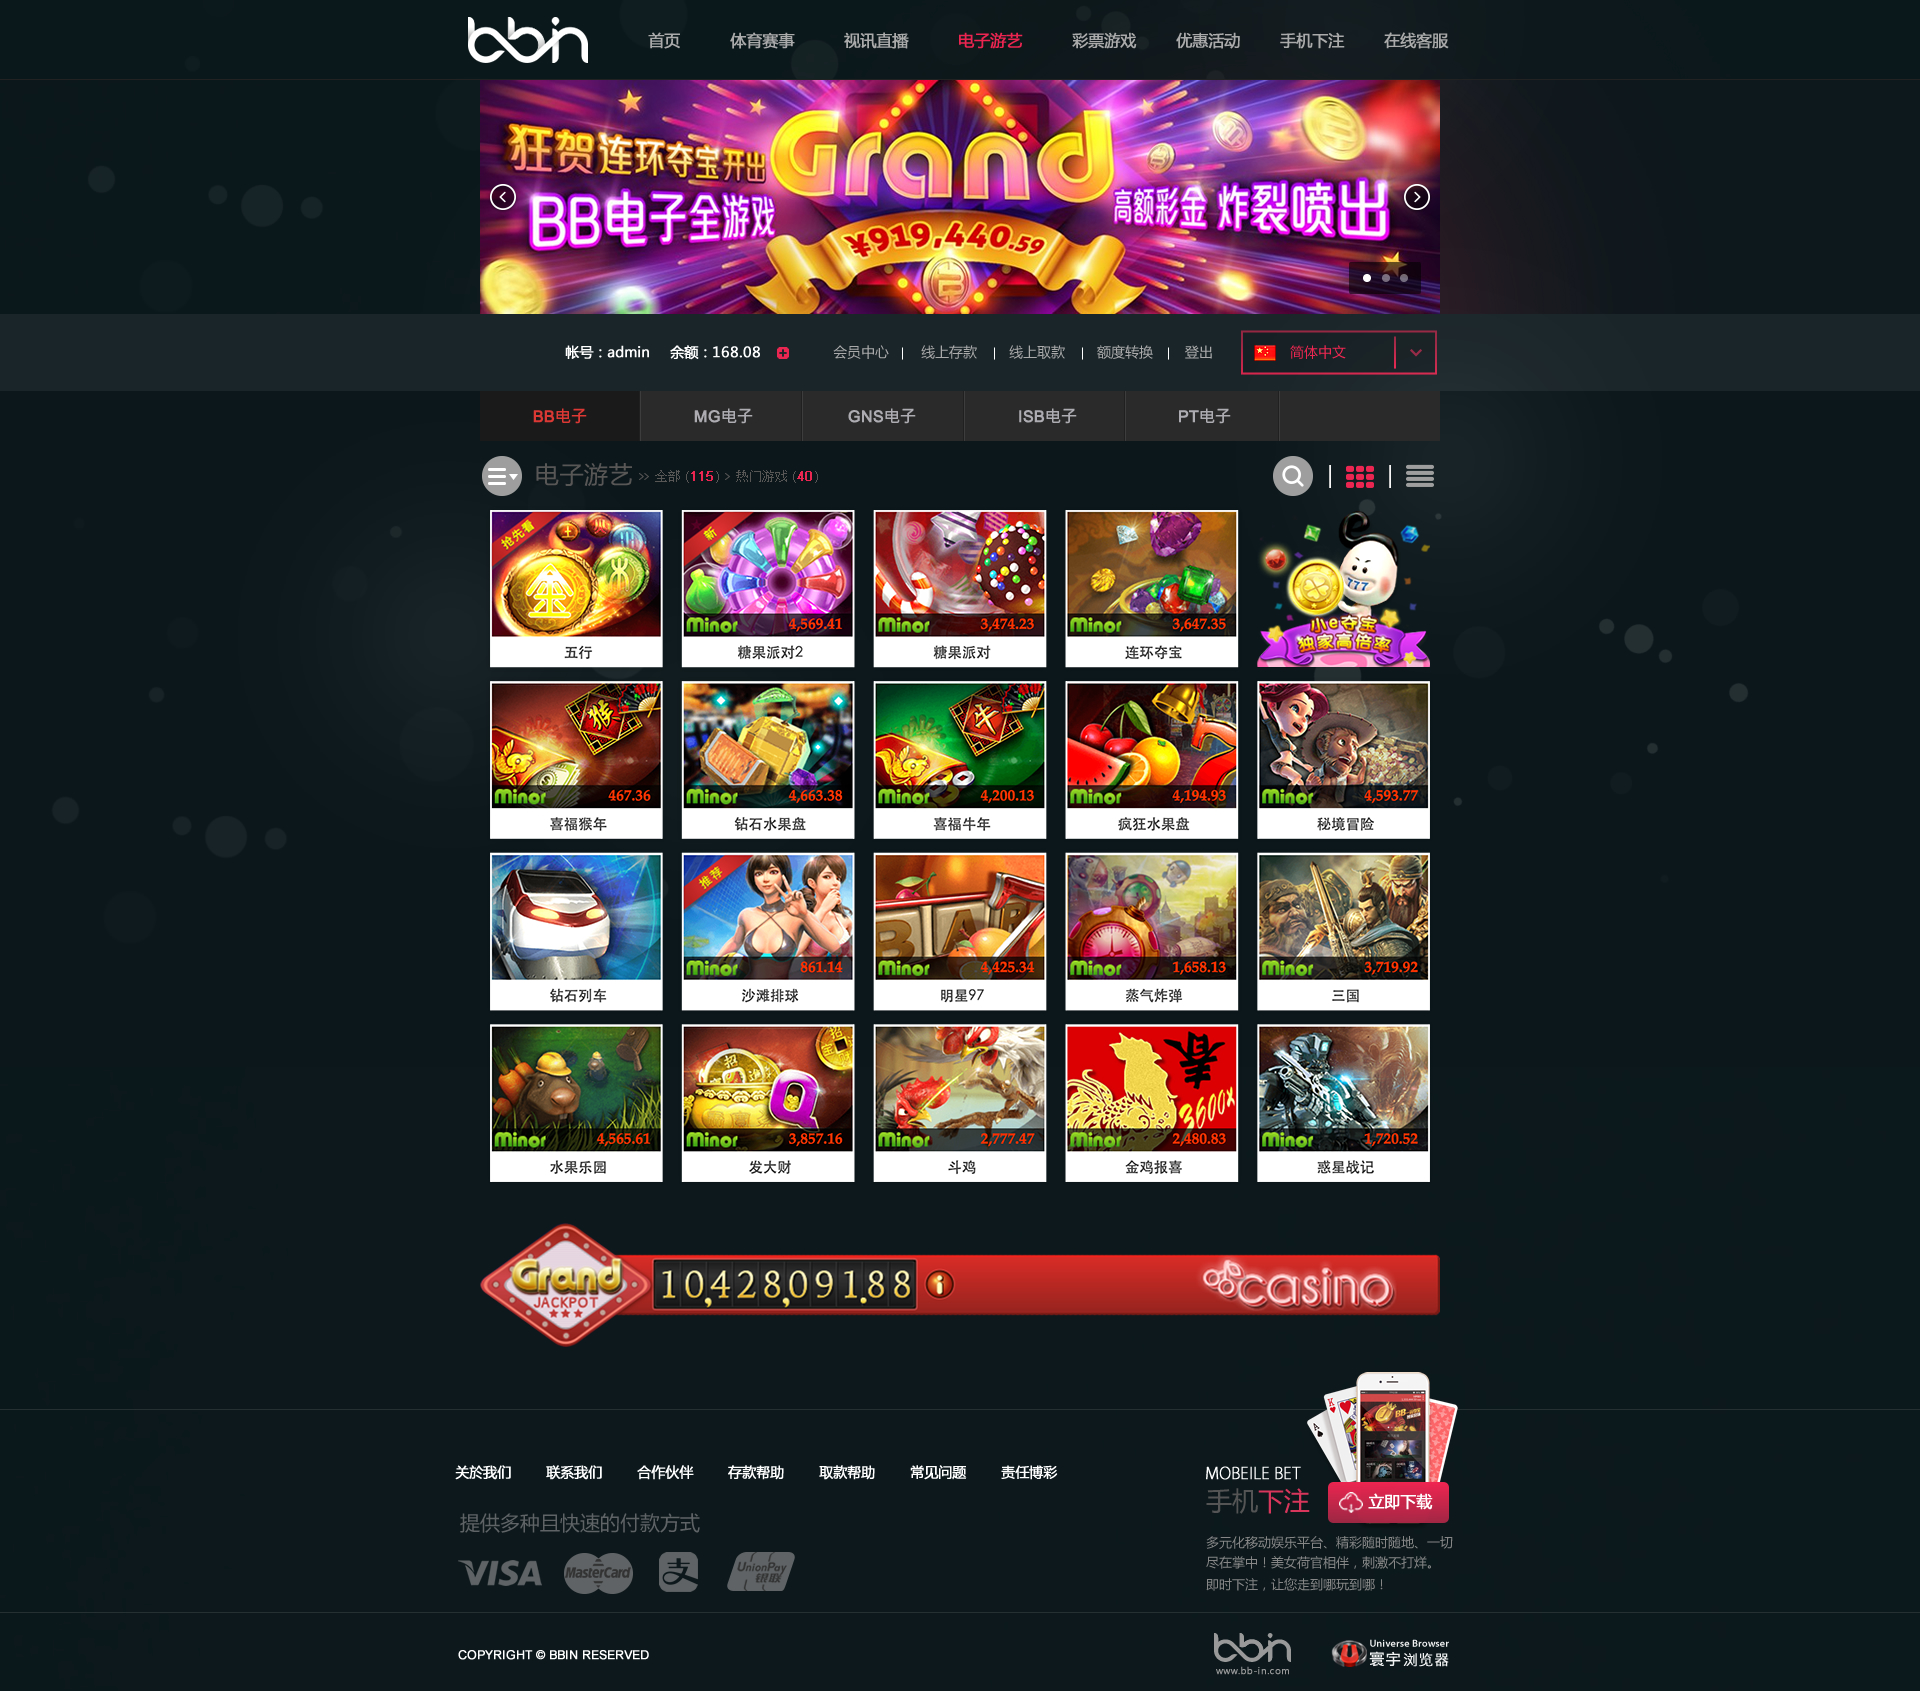 bbin
首页 体育赛事 视讯直播 电子游艺 彩票游戏 优惠活动 手机下注 在线客服
狂贺连环夺宝开出
BB电子全游戏
Grand
¥919,440.59
高额彩金 炸裂喷出
帐号：admin 余额：168.08
会员中心 | 线上存款 | 线上取款 | 额度转换 | 登出
简体中文
BB电子 MG电子 GNS电子 ISB电子 PT电子
电子游艺 >> 全部 (115) > 热门游戏 (40)
抢先看
土
金
五行
新
Minor 4,569.41
糖果派对2
Minor 3,474.23
糖果派对
Minor 3,647.35
连环夺宝
777
小e夺宝
独家高倍率
猴
Minor 467.36
喜福猴年
Minor 4,663.38
钻石水果盘
牛
Minor 4,200.13
喜福牛年
Minor 4,194.93
疯狂水果盘
Minor 4,593.77
秘境冒险
钻石列车
推荐
Minor 861.14
沙滩排球
BAR
Minor 4,425.34
明星97
Minor 1,658.13
蒸气炸弹
Minor 3,719.92
三国
Minor 4,565.61
水果乐园
招
Q
Minor 3,857.16
发大财
Minor 2,777.47
斗鸡
春
3600x
Minor 2,480.83
金鸡报喜
Minor 1,720.52
惑星战记
Grand
JACKPOT
10,428,091.88
i
casino
关於我们 联系我们 合作伙伴 存款帮助 取款帮助 常见问题 责任博彩
提供多种且快速的付款方式
VISA MasterCard 支 UnionPay 银联
MOBEILE BET
手机下注
立即下载
多元化移动娱乐平台、精彩随时随地、一切
尽在掌中！美女荷官相伴，刺激不打烊。
即时下注，让您走到哪玩到哪！
COPYRIGHT © BBIN RESERVED
bbin
www.bb-in.com
Universe Browser
寰宇浏览器